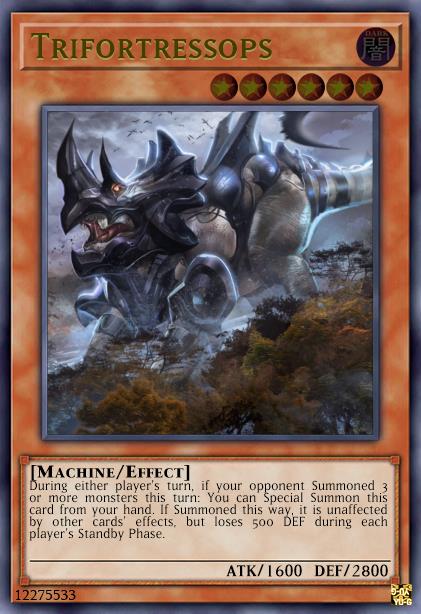 TRIFORTRESSOPS
DARK
闇
[MACHINE/EFFECT]
During either player's turn, if your opponent Summoned 3
or more monsters this turn: You can Special Summon this
card from your hand. If Summoned this way, it is unaffected
by other cards' effects, but loses 500 DEF during each
player's Standby Phase.
ATK/1600 DEF/2800
12275533